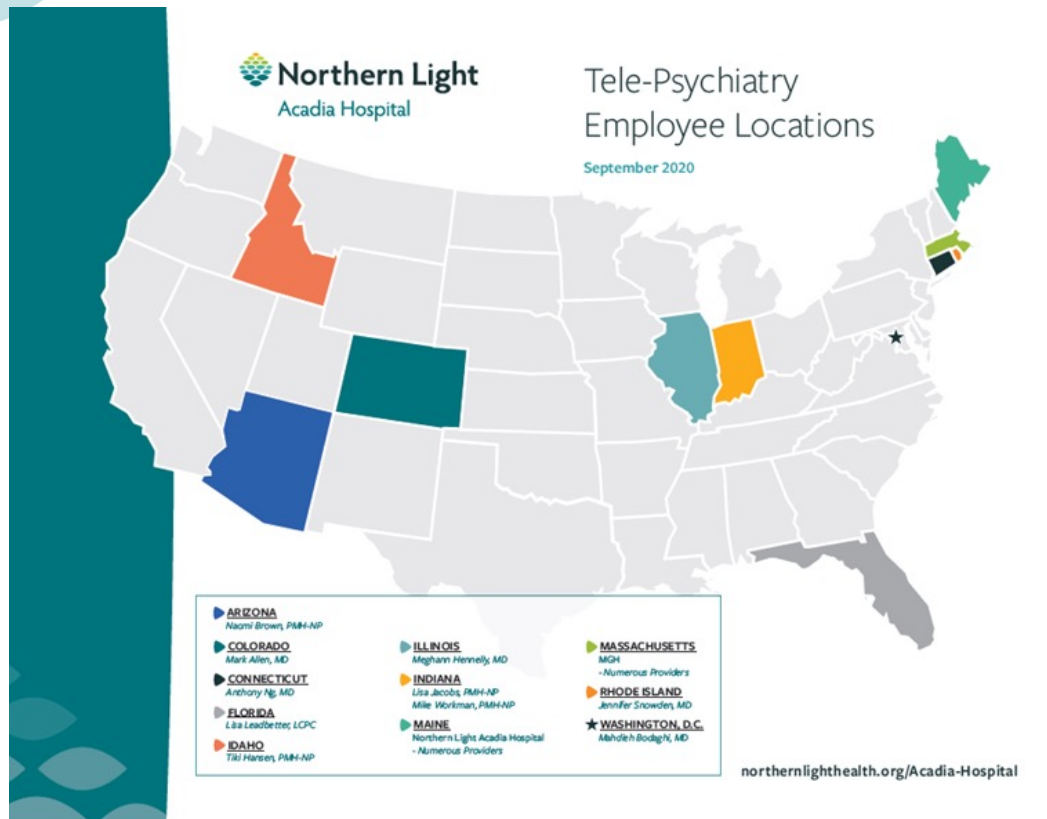 Northern Light
Acadia Hospital
Tele-Psychiatry
Employee Locations
September 2020
ARIZONA
Naomi Brown, PMH-NP
COLORADO
Mark Allen, MD
CONNECTICUT
Anthony Ng, MD
FLORIDA
Lisa Leadbetter, LCPC
IDAHO
Tiki Hansen, PMH-NP
ILLINOIS
Meghann Hennelly, MD
INDIANA
Lisa Jacobs, PMH-NP
Mike Workman, PMH-NP
MAINE
Northern Light Acadia Hospital
- Numerous Providers
MASSACHUSETTS
MGH
- Numerous Providers
RHODE ISLAND
Jennifer Snowden, MD
WASHINGTON, D.C.
Mahdieh Bodaghi, MD
northernlighthealth.org/Acadia-Hospital